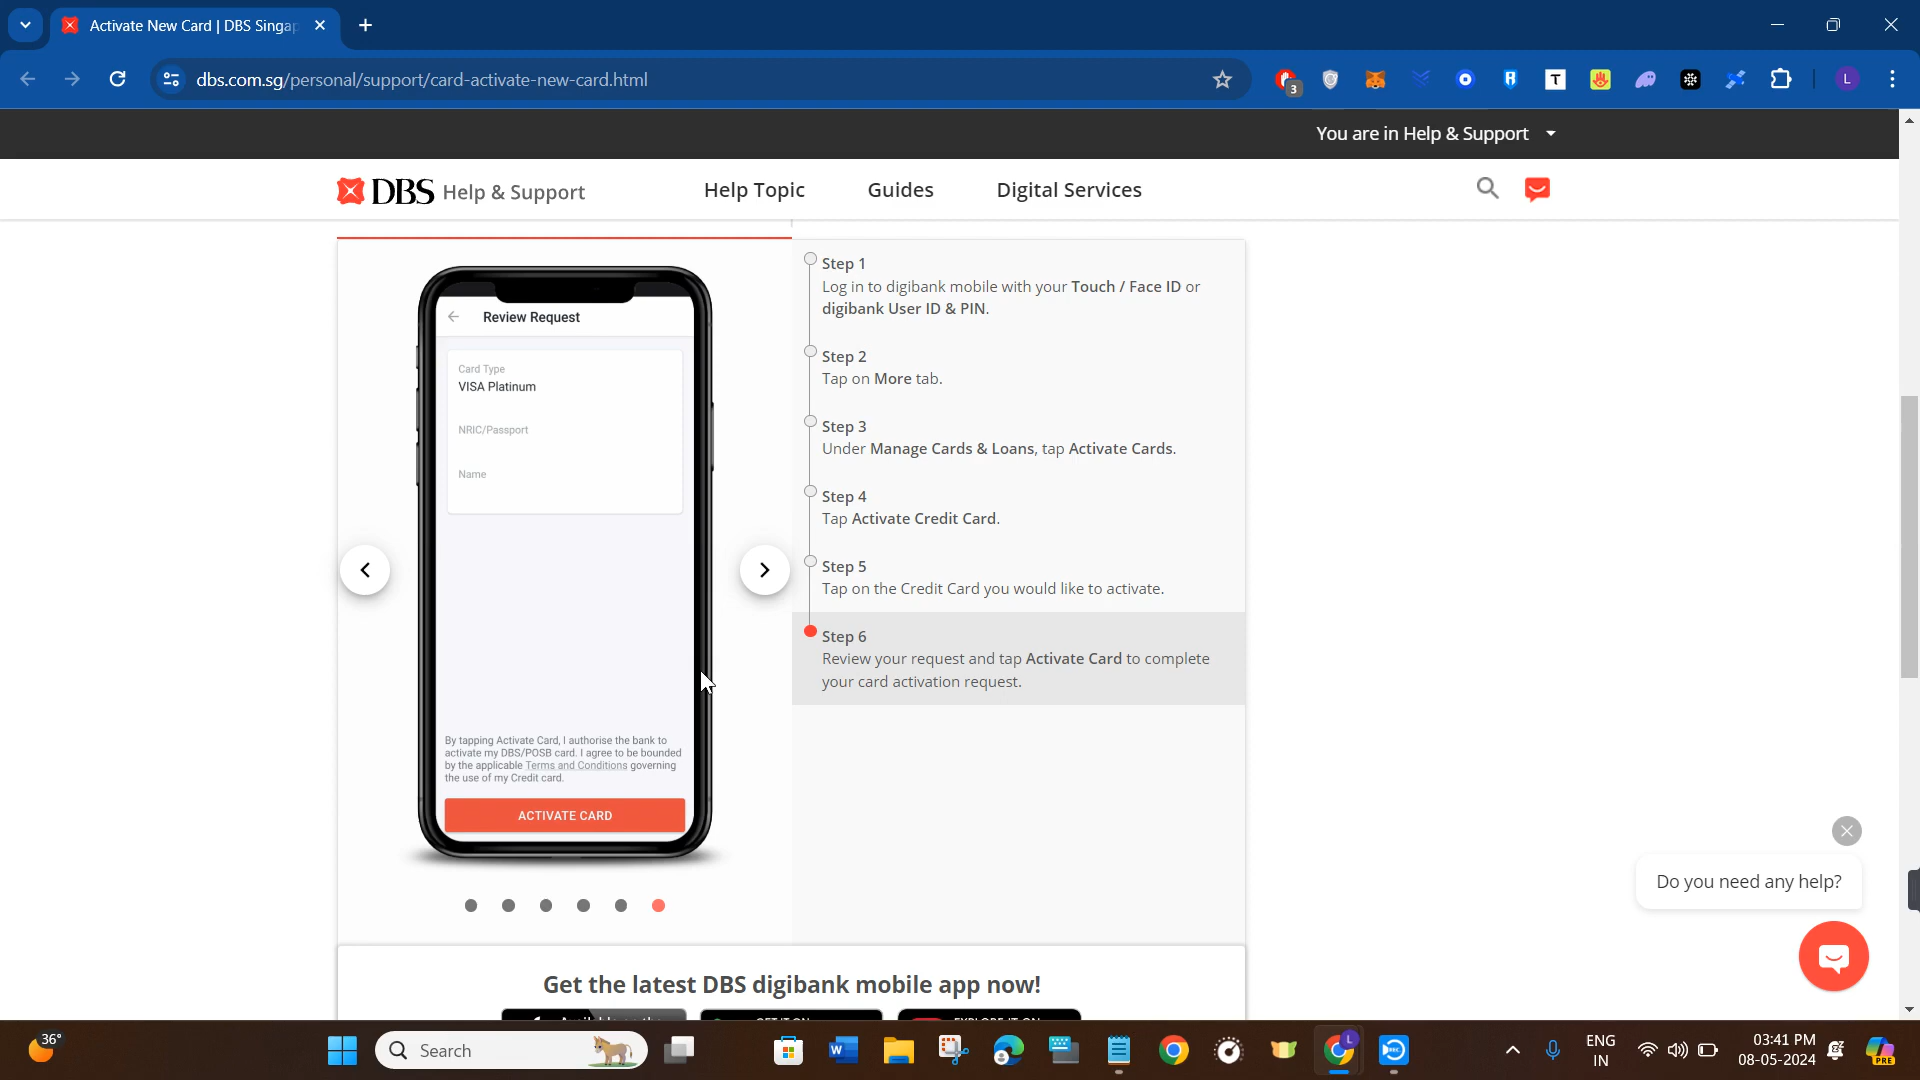 Activate New Card | DBS Singap
dbs.com.sg/personal/support/card-activate-new-card.html
3
T
L
You are in Help & Support
DBS Help & Support
Help Topic
Guides
Digital Services
Review Request
Card Type
VISA Platinum
NRIC/Passport
Name
By tapping Activate Card, I authorise the bank to
activate my DBS/POSB card. I agree to be bounded
by the applicable Terms and Conditions governing
the use of my Credit card.
ACTIVATE CARD
Step 1
Log in to digibank mobile with your Touch / Face ID or
digibank User ID & PIN.
Step 2
Tap on More tab.
Step 3
Under Manage Cards & Loans, tap Activate Cards.
Step 4
Tap Activate Credit Card.
Step 5
Tap on the Credit Card you would like to activate.
Step 6
Review your request and tap Activate Card to complete
your card activation request.
Do you need any help?
Get the latest DBS digibank mobile app now!
36°
Search
L
REC
ENG
IN
03:41 PM
08-05-2024
PRE